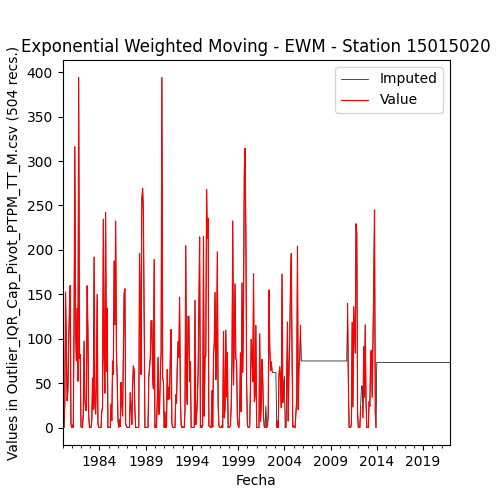 Exponential Weighted Moving - EWM - Station 15015020
Imputed
Value
Values in Outlier_IQR_Cap_Pivot_PTPM_TT_M.csv (504 recs.)
400
350
300
250
200
150
100
50
0
1984 1989 1994 1999 2004 2009 2014 2019
Fecha